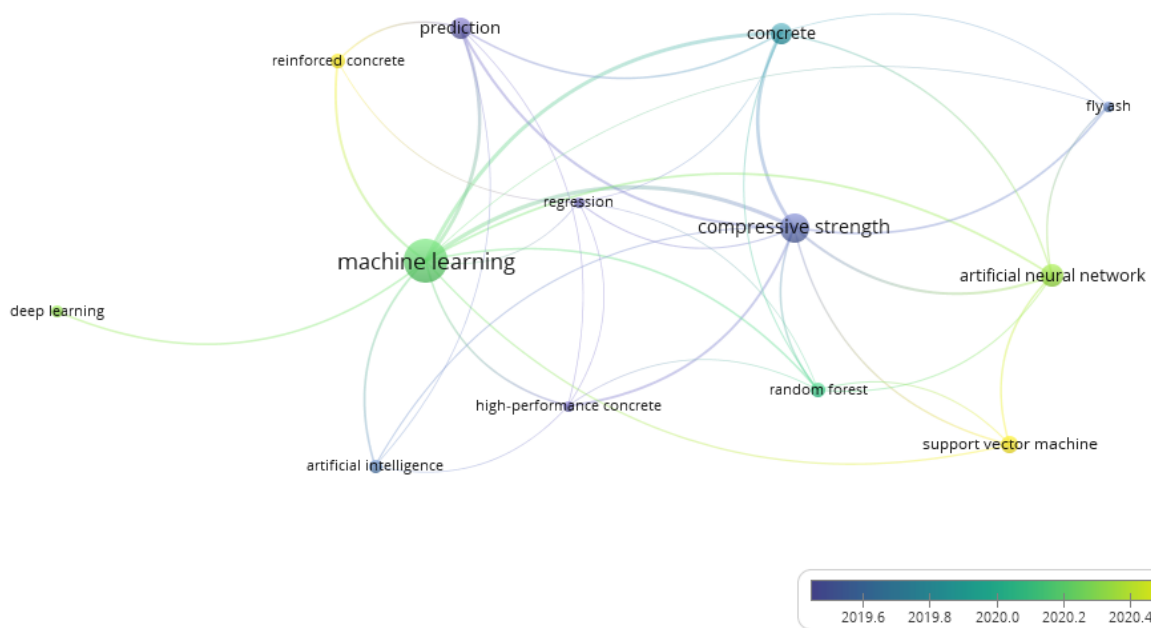 prediction
concrete
reinforced concrete
fly ash
regression
compressive strength
machine learning
artificial neural network
deep learning
random forest
high-performance concrete
support vector machine
artificial intelligence
2019.6 2019.8 2020.0 2020.2 2020.4